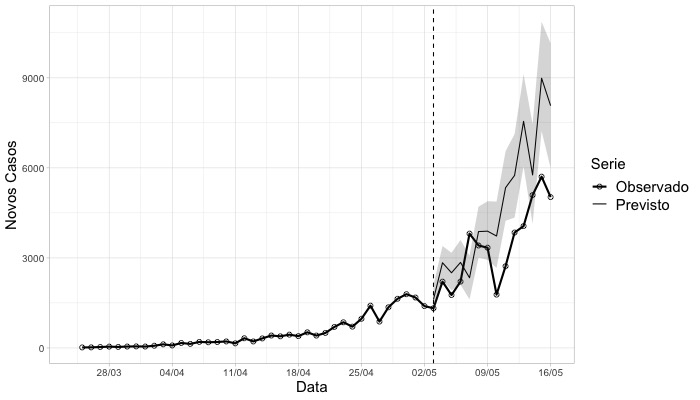 Novos Casos
9000
6000
3000
0
28/03 04/04 11/04 18/04 25/04 02/05 09/05 16/05
Data
Serie
Observado
Previsto